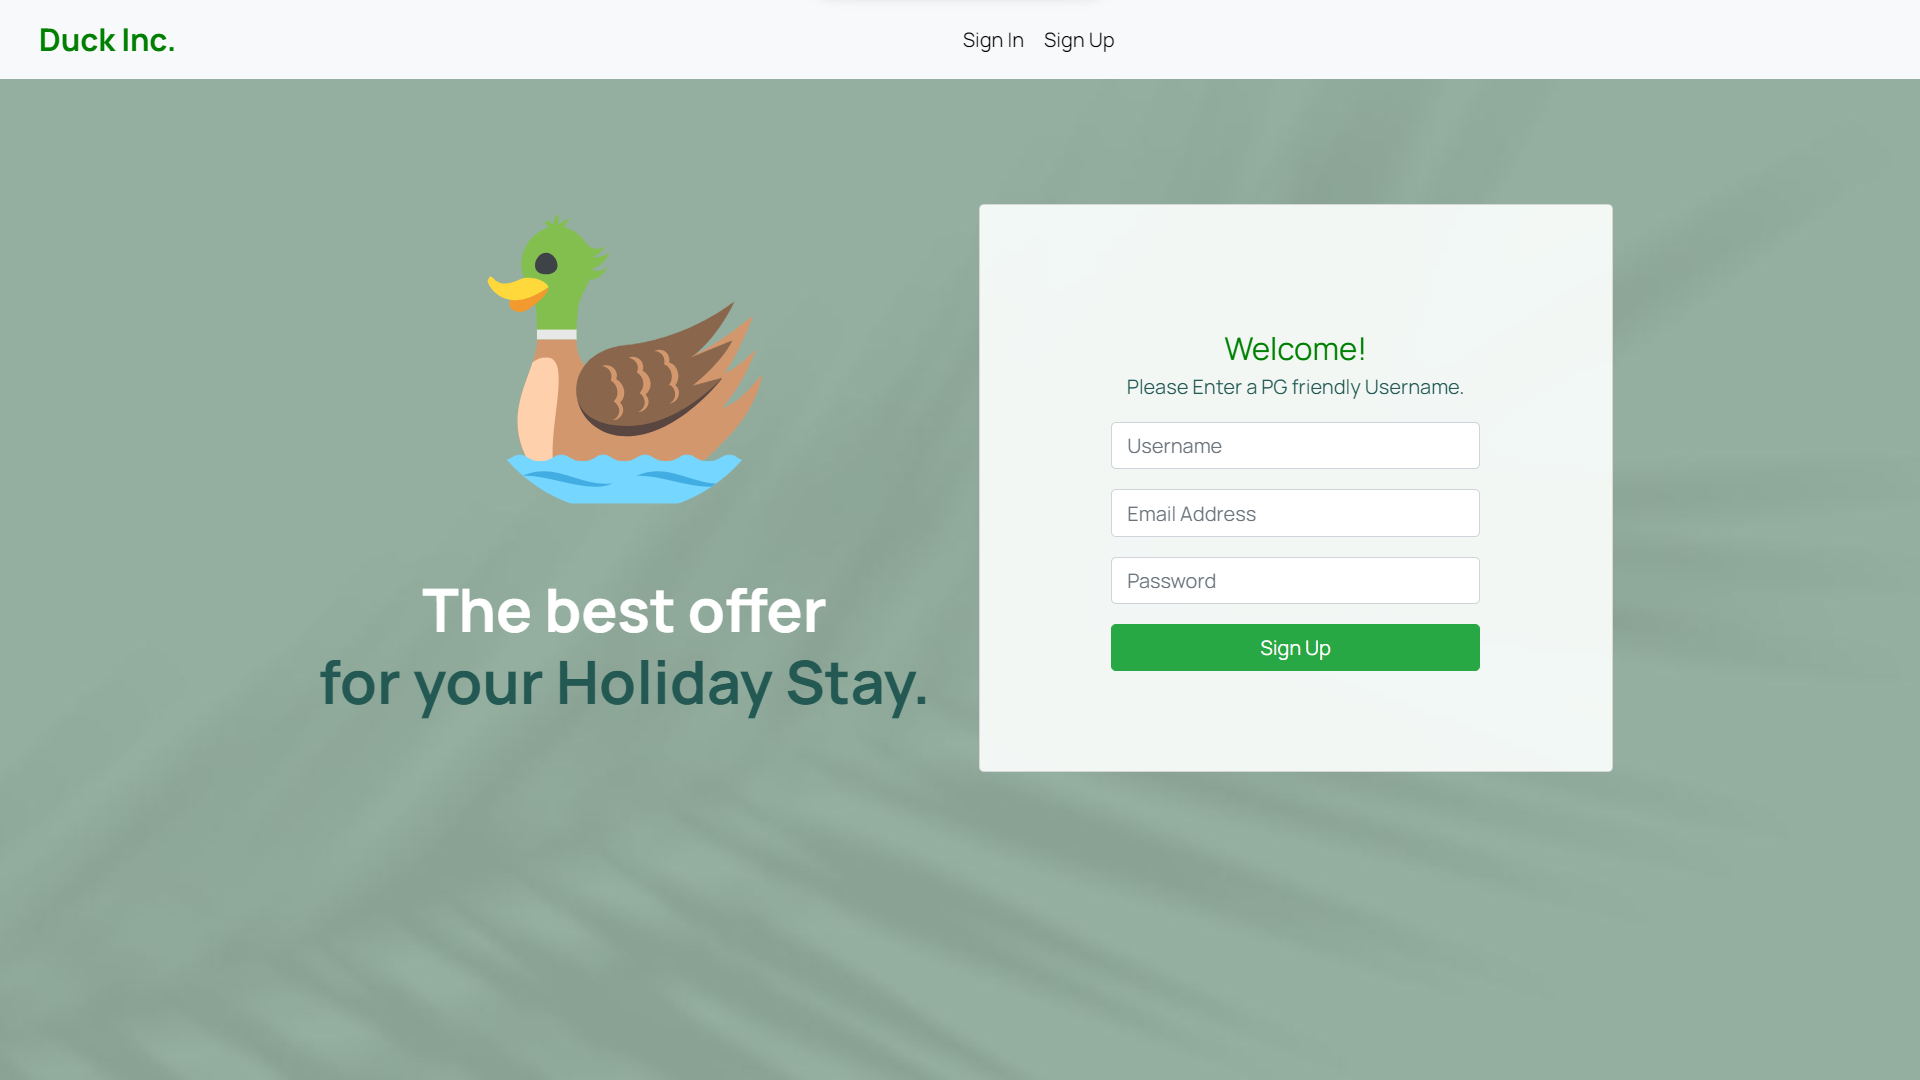 Duck Inc.
Sign In
Sign Up
The best offer
for your Holiday Stay.
Welcome!
Please Enter a PG friendly Username.
Username
Email Address
Password
Sign Up